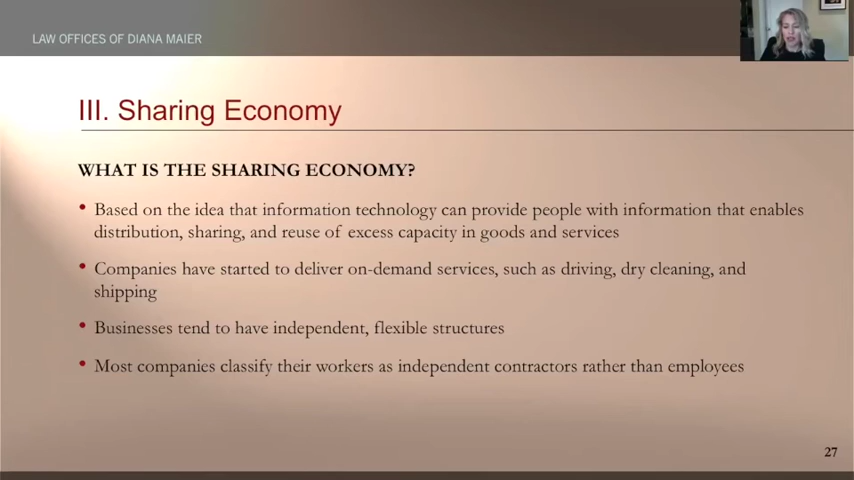 LAW OFFICES OF DIANA MAIER
III. Sharing Economy
WHAT IS THE SHARING ECONOMY?
• Based on the idea that information technology can provide people with information that enables
distribution, sharing, and reuse of excess capacity in goods and services
• Companies have started to deliver on-demand services, such as driving, dry cleaning, and
shipping
• Businesses tend to have independent, flexible structures
• Most companies classify their workers as independent contractors rather than employees
27